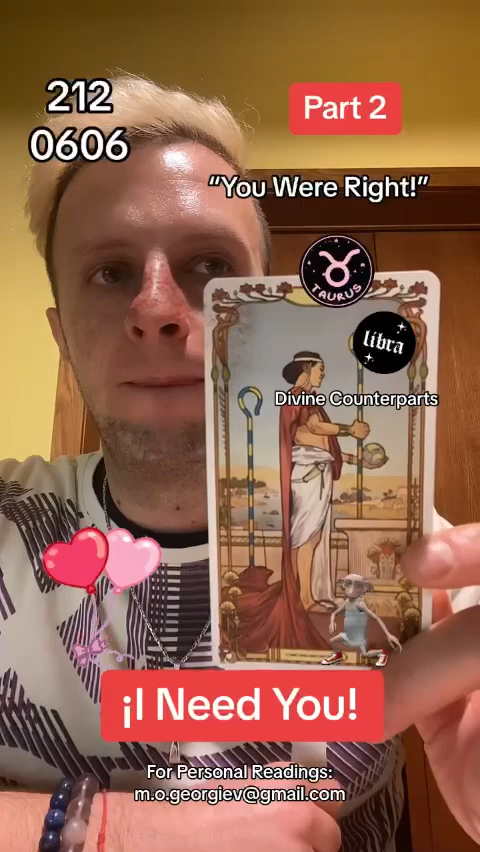 212
0606
Part 2
“You Were Right!”
TAURUS
libra
Divine Counterparts
¡I Need You!
For Personal Readings:
m.o.georgiev@gmail.com